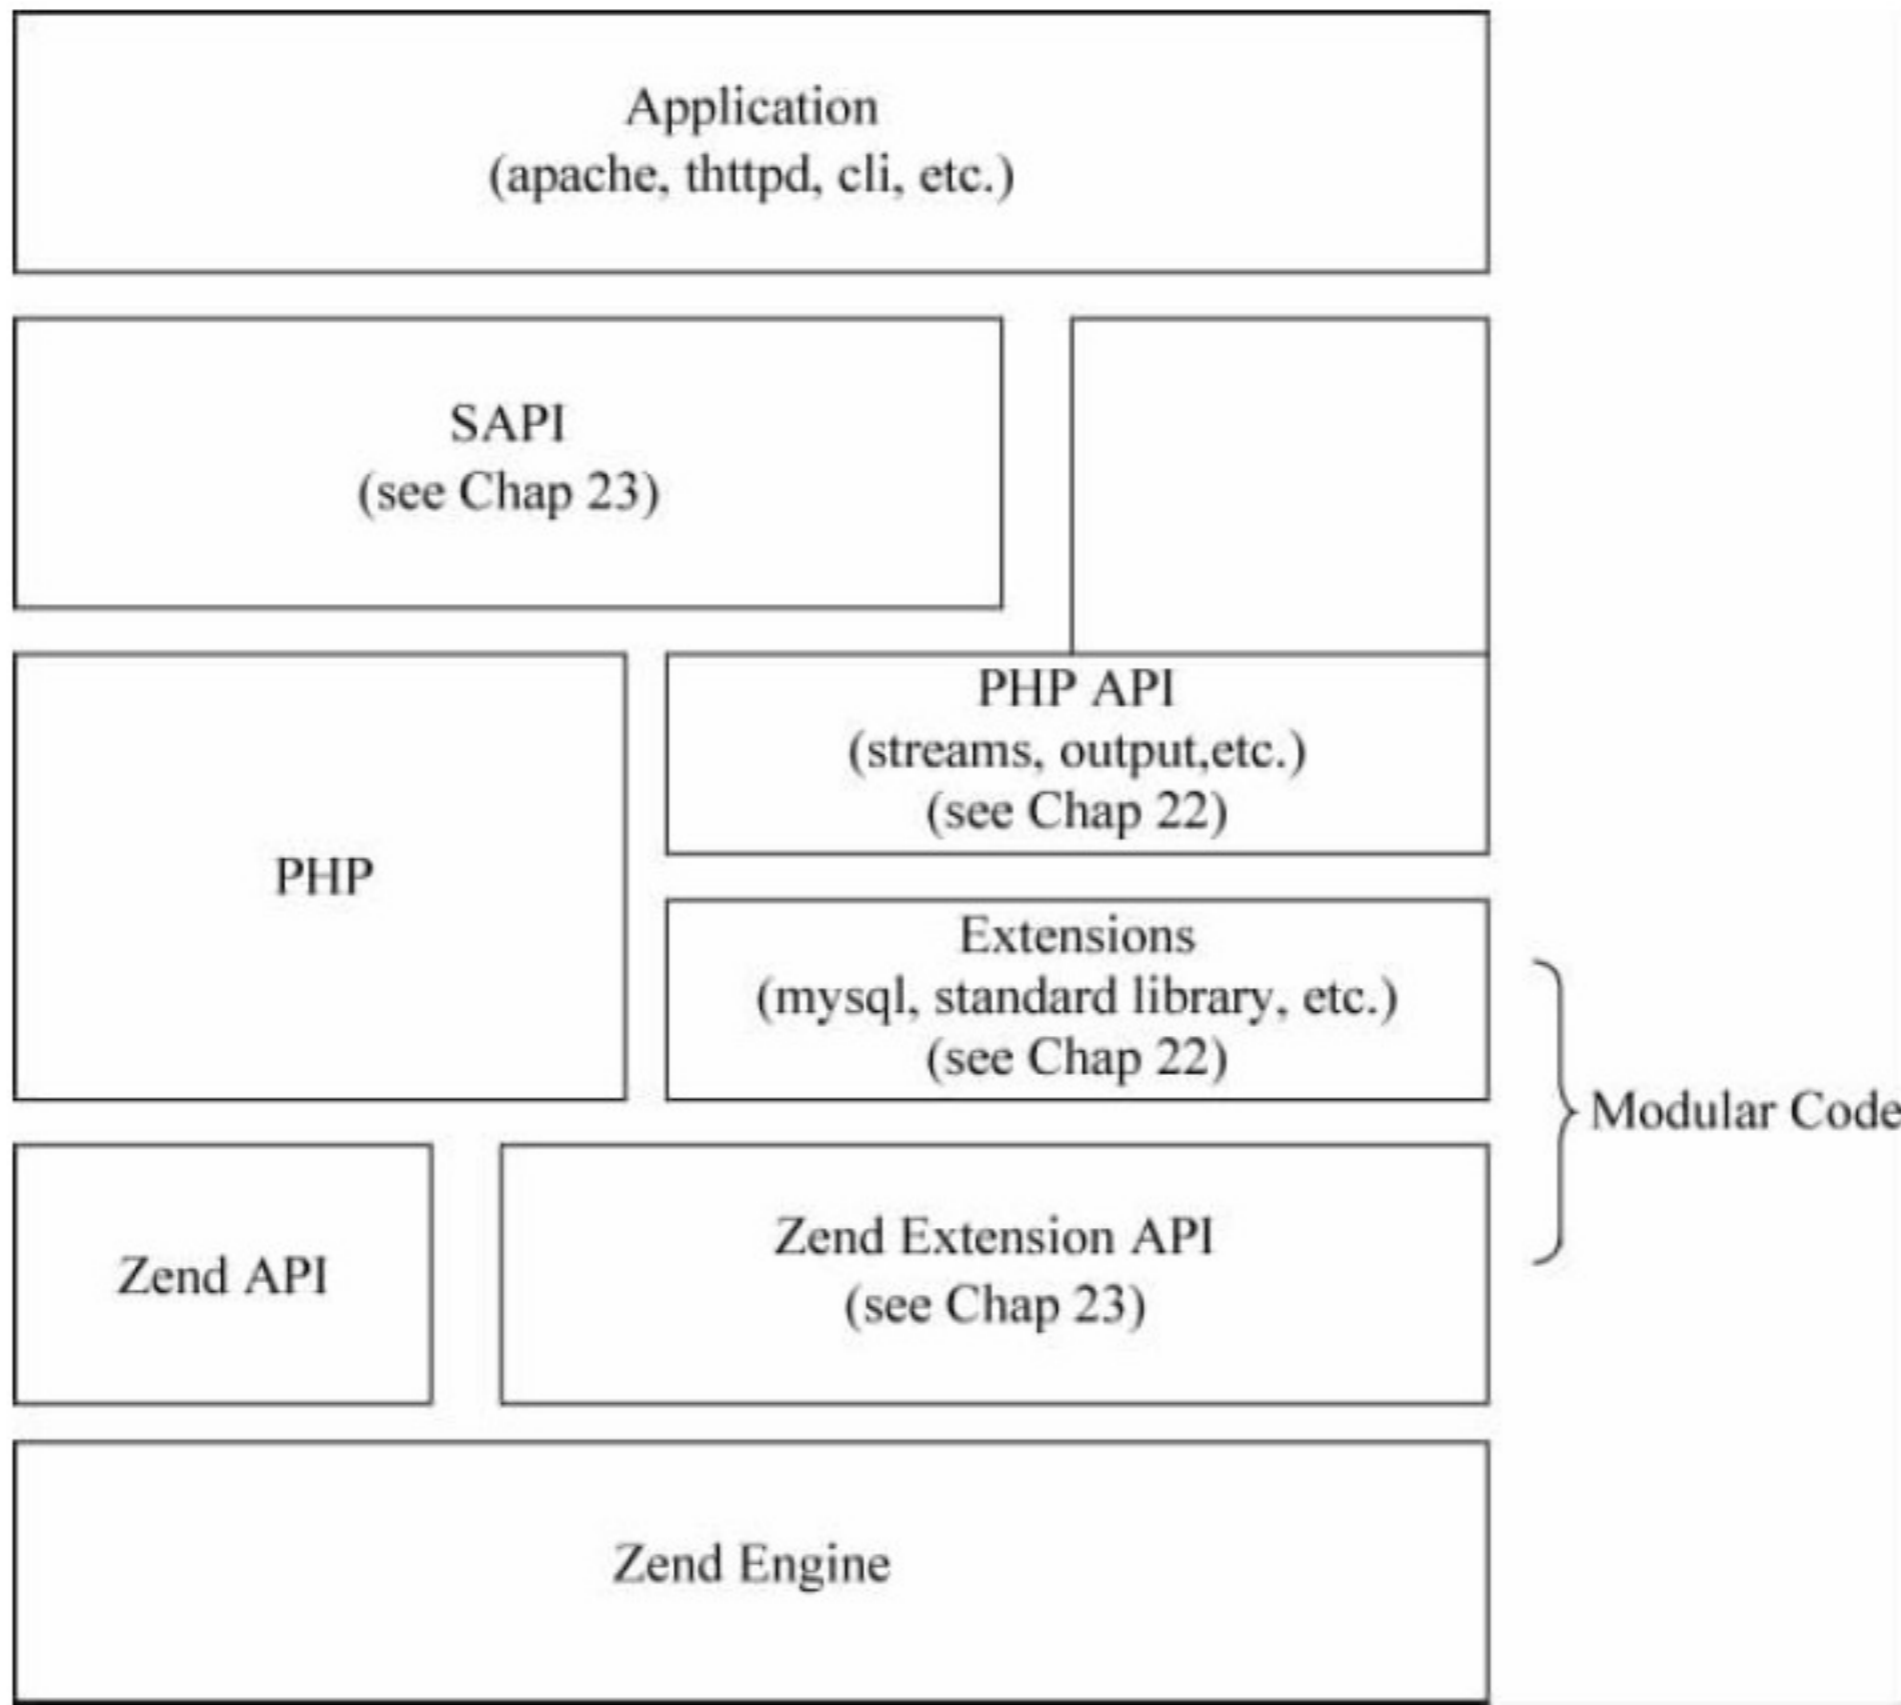 Application
(apache, thttpd, cli, etc.)
SAPI
(see Chap 23)
PHP
PHP API
(streams, output,etc.)
(see Chap 22)
Extensions
(mysql, standard library, etc.)
(see Chap 22)
Modular Code
Zend API
Zend Extension API
(see Chap 23)
Zend Engine